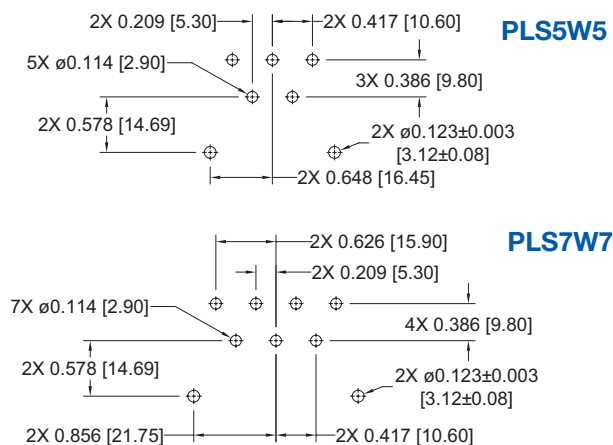 2X 0.209 [5.30]
2X 0.417 [10.60]
PLS5W5
5X ø0.114 [2.90]
3X 0.386 [9.80]
2X 0.578 [14.69]
2X ø0.123±0.003
[3.12±0.08]
2X 0.648 [16.45]
2X 0.626 [15.90]
PLS7W7
2X 0.209 [5.30]
7X ø0.114 [2.90]
4X 0.386 [9.80]
2X 0.578 [14.69]
2X ø0.123±0.003
[3.12±0.08]
2X 0.856 [21.75]
2X 0.417 [10.60]